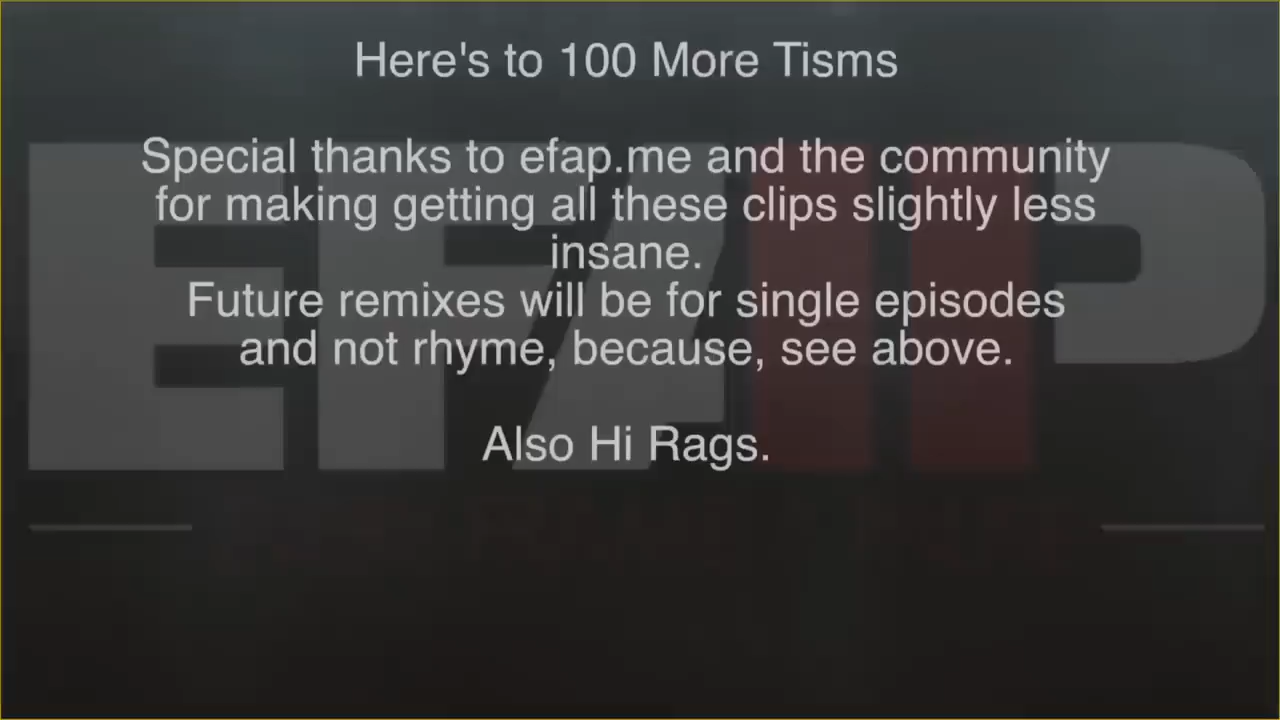 Here's to 100 More Tisms
Special thanks to efap.me and the community
for making getting all these clips slightly less
insane.
Future remixes will be for single episodes
and not rhyme, because, see above.
Also Hi Rags.
EFAP